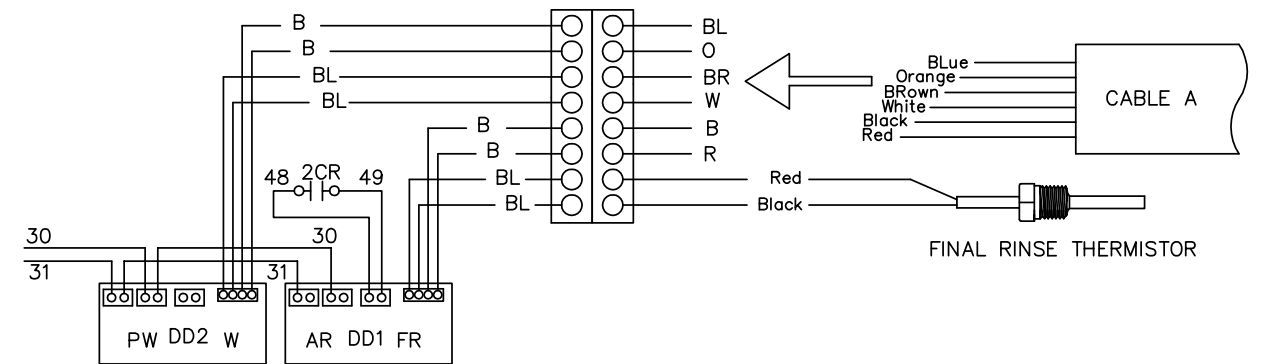 B
BL
B
O
BL
BR
BL
W
B
B
B
R
BL
Red
BL
Black
BLue
Orange
BRown
White
Black
Red
CABLE A
48 2CR 49
30
30
31
31
FINAL RINSE THERMISTOR
PW DD2 W
AR DD1 FR